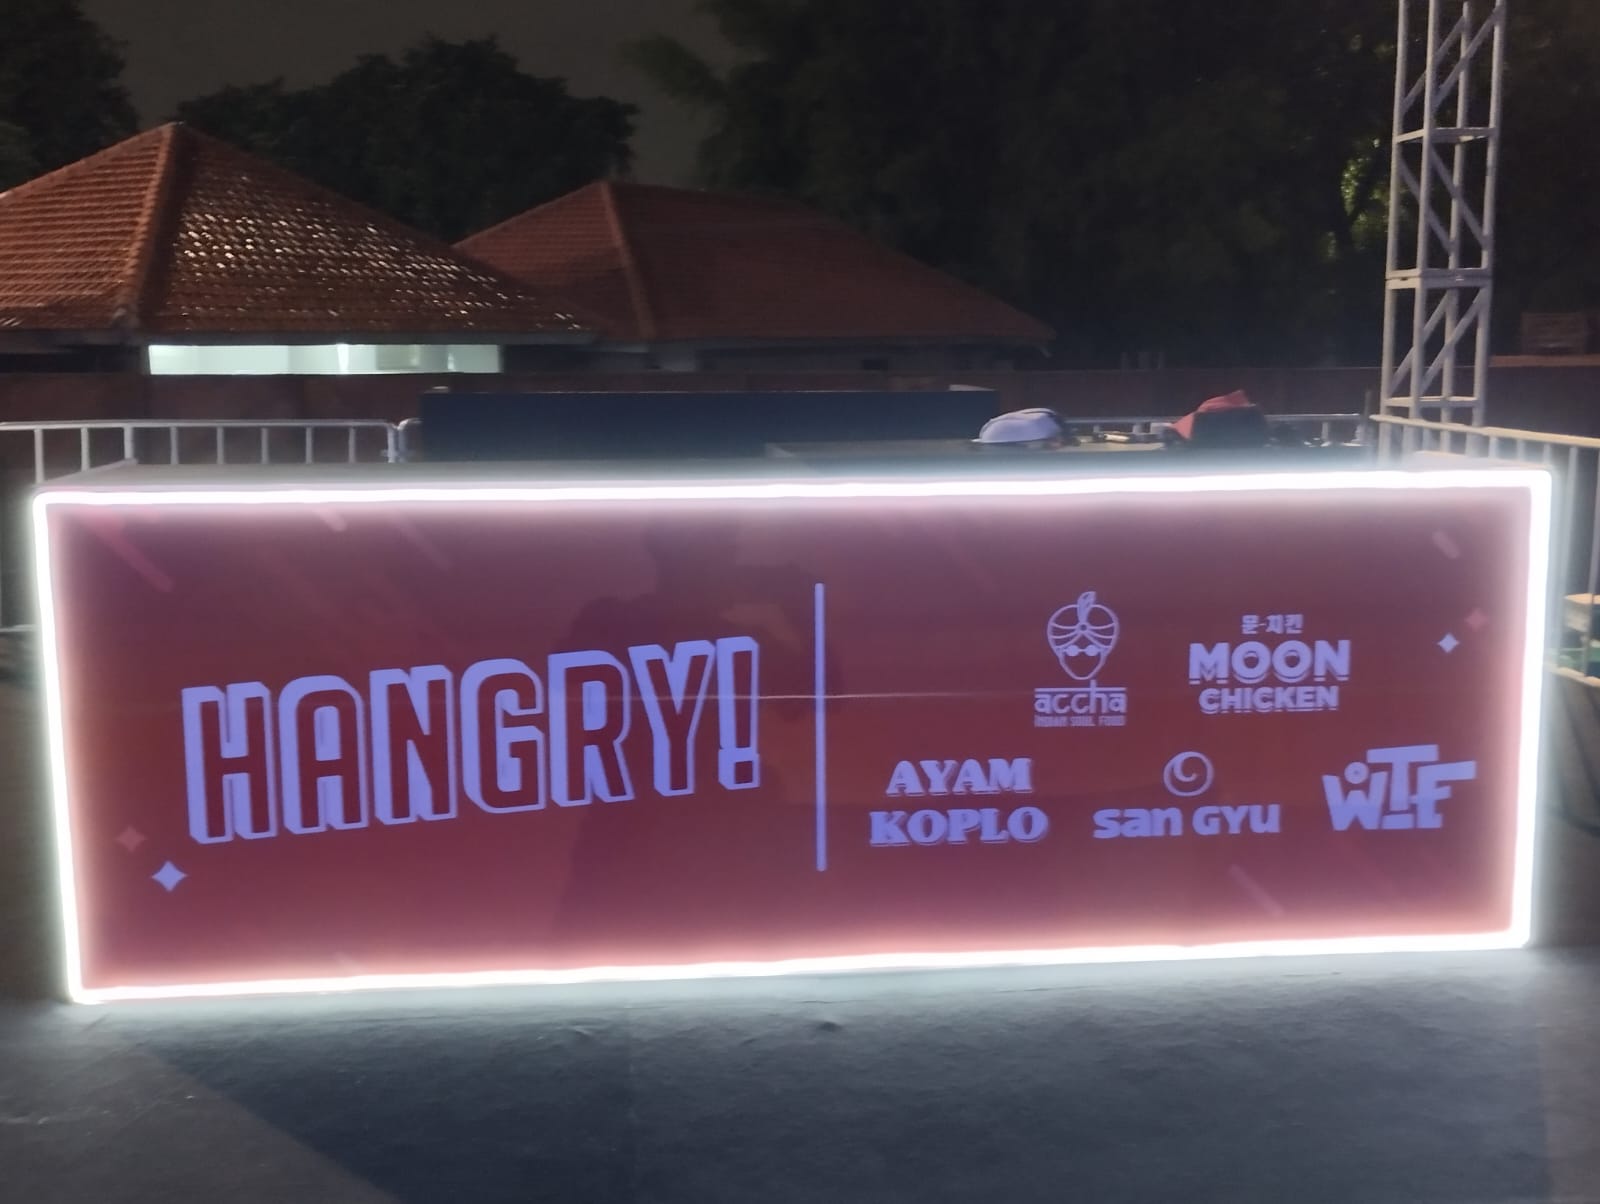 HANGRY!
accha
INDIAN SOUL FOOD
문-치킨
MOON
CHICKEN
AYAM
KOPLO
san GYU
WTF